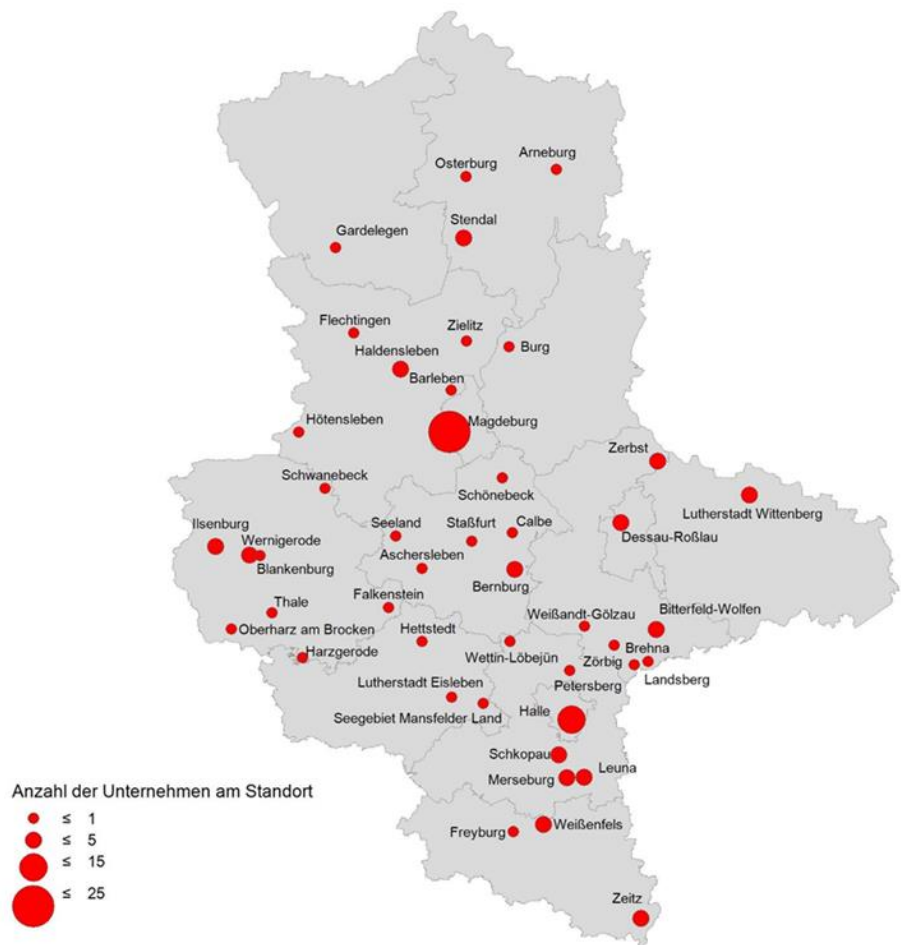 Arneburg
Osterburg
Stendal
Gardelegen
Flechtingen
Zielitz
Burg
Haldensleben
Barleben
Magdeburg
Hötensleben
Zerbst
Schwanebeck
Schönebeck
Lutherstadt Wittenberg
Ilsenburg
Seeland
Staßfurt
Calbe
Dessau-Roßlau
Wernigerode
Aschersleben
Blankenburg
Bernburg
Thale
Falkenstein
Weißandt-Gölzau
Bitterfeld-Wolfen
Oberharz am Brocken
Hettstedt
Harzgerode
Wettin-Löbejün
Brehna
Zörbig
Landsberg
Petersberg
Lutherstadt Eisleben
Halle
Seegebiet Mansfelder Land
Schkopau
Leuna
Merseburg
Anzahl der Unternehmen am Standort
≤ 1
≤ 5
≤ 15
≤ 25
Freyburg
Weißenfels
Zeitz